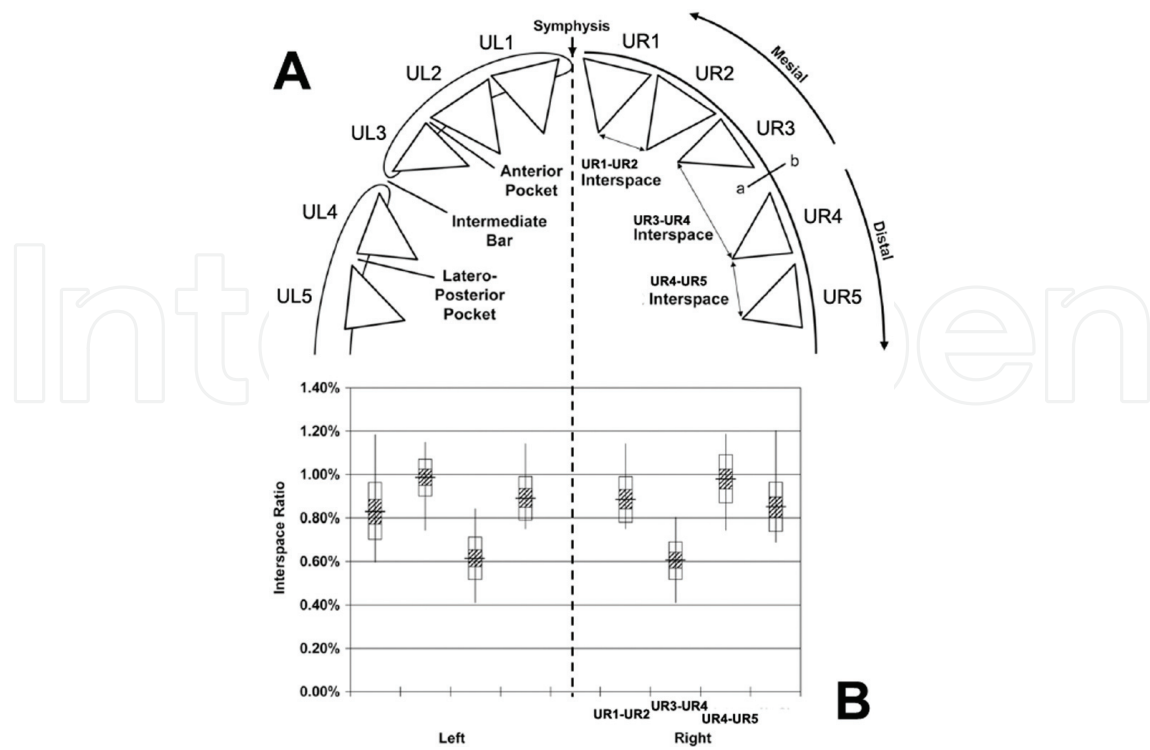 Symphysis
A
UL1
UR1
UL2
UR2
Mesial
UL3
UR3
b
a
Anterior
Pocket
UR1-UR2
Interspace
UL4
Intermediate
Bar
UR3-UR4
Interspace
UR4
Distal
Latero-
Posterior
Pocket
UR4-UR5
Interspace
UL5
UR5
1.40%
1.20%
1.00%
0.80%
0.60%
0.40%
0.20%
0.00%
Interspace Ratio
B
UR1-UR2
UR3-UR4
UR4-UR5
Left
Right